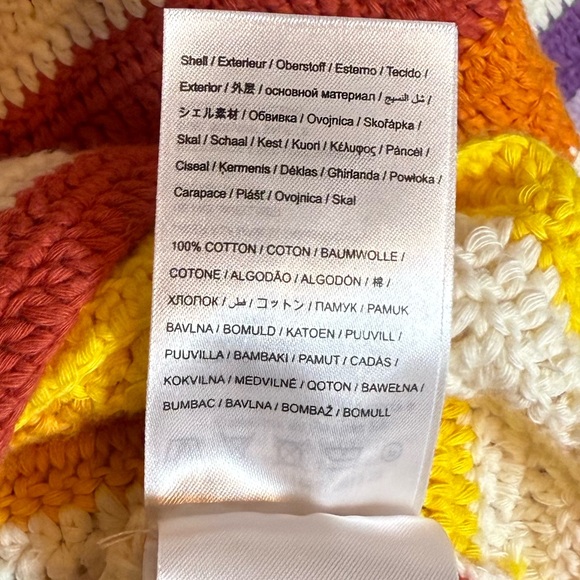 Shell / Exterieur / Oberstoff / Esterno / Tecido /
Exterior / 外层 / основной материал / شل النسيج /
シェル素材 / Обвивка / Ovojnica / Skořápka /
Skal / Schaal / Kest / Kuori / Κέλυφος / Páncél /
Ciseal / Ķermenis / Dėklas / Għirlanda / Powłoka /
Carapace / Plášť / Ovojnica / Skal
100% COTTON / COTON / BAUMWOLLE /
COTONE / ALGODÃO / ALGODÓN / 棉 /
ХЛОПОК / قطن / コットン / ПАМУК / PAMUK
BAVLNA / BOMULD / KATOEN / PUUVILL /
PUUVILLA / BAMBAKI / PAMUT / CADÁS /
KOKVILNA / MEDVILNĖ / QOTON / BAWEŁNA /
BUMBAC / BAVLNA / BOMBAŽ / BOMULL